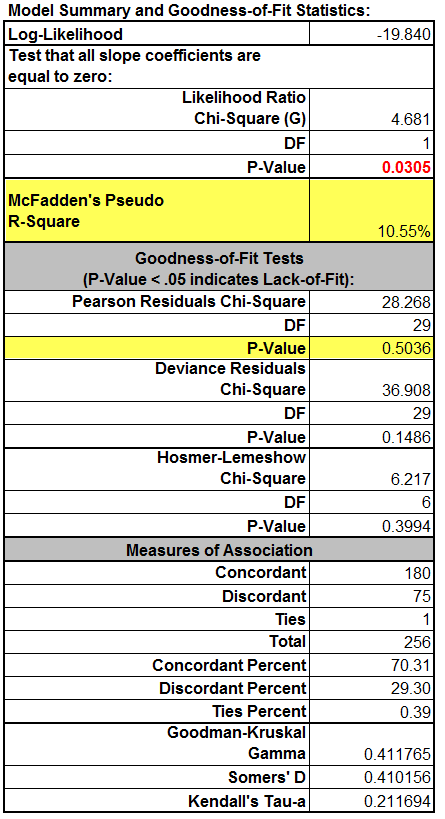 Model Summary and Goodness-of-Fit Statistics:
Log-Likelihood -19.840
Test that all slope coefficients are
equal to zero:
Likelihood Ratio
Chi-Square (G) 4.681
DF 1
P-Value 0.0305
McFadden's Pseudo
R-Square 10.55%
Goodness-of-Fit Tests
(P-Value < .05 indicates Lack-of-Fit):
Pearson Residuals Chi-Square 28.268
DF 29
P-Value 0.5036
Deviance Residuals
Chi-Square 36.908
DF 29
P-Value 0.1486
Hosmer-Lemeshow
Chi-Square 6.217
DF 6
P-Value 0.3994
Measures of Association
Concordant 180
Discordant 75
Ties 1
Total 256
Concordant Percent 70.31
Discordant Percent 29.30
Ties Percent 0.39
Goodman-Kruskal
Gamma 0.411765
Somers' D 0.410156
Kendall's Tau-a 0.211694